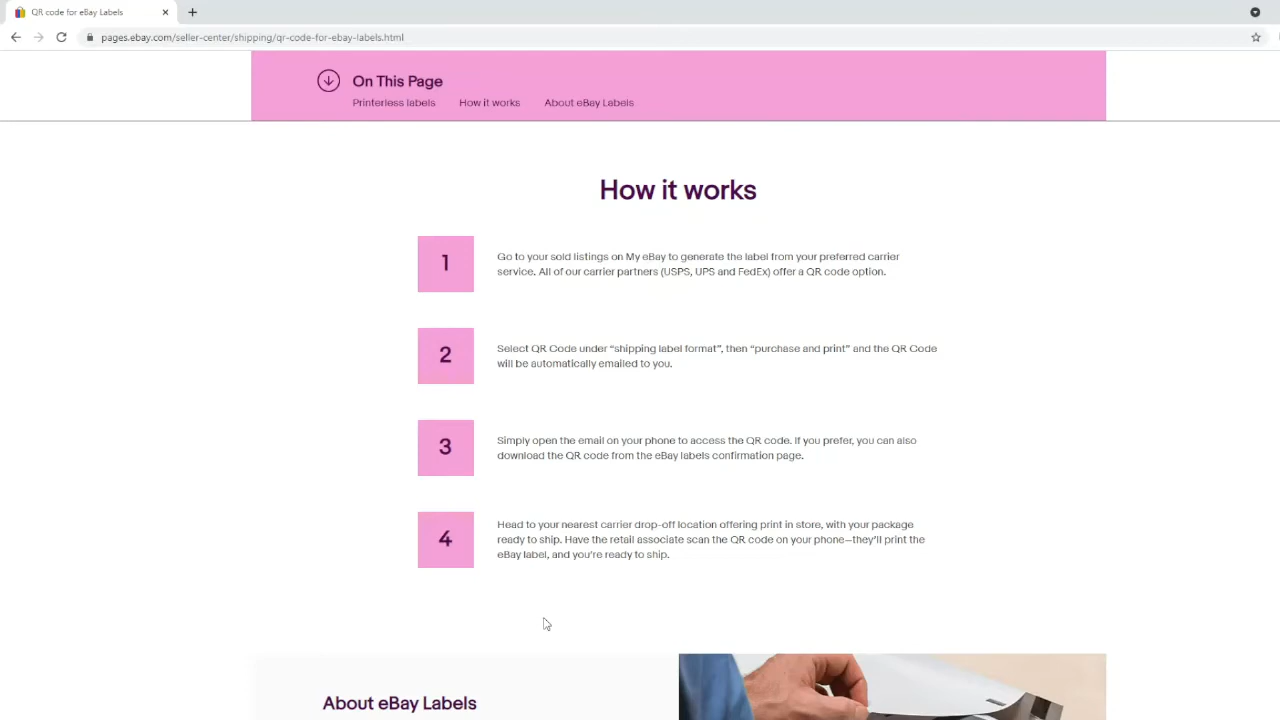 QR code for eBay Labels
pages.ebay.com/seller-center/shipping/qr-code-for-ebay-labels.html
On This Page
Printerless labels How it works About eBay Labels
How it works
1
Go to your sold listings on My eBay to generate the label from your preferred carrier
service. All of our carrier partners (USPS, UPS and FedEx) offer a QR code option.
2
Select QR Code under “shipping label format”, then “purchase and print” and the QR Code
will be automatically emailed to you.
3
Simply open the email on your phone to access the QR code. If you prefer, you can also
download the QR code from the eBay labels confirmation page.
4
Head to your nearest carrier drop-off location offering print in store, with your package
ready to ship. Have the retail associate scan the QR code on your phone—they’ll print the
eBay label, and you’re ready to ship.
About eBay Labels